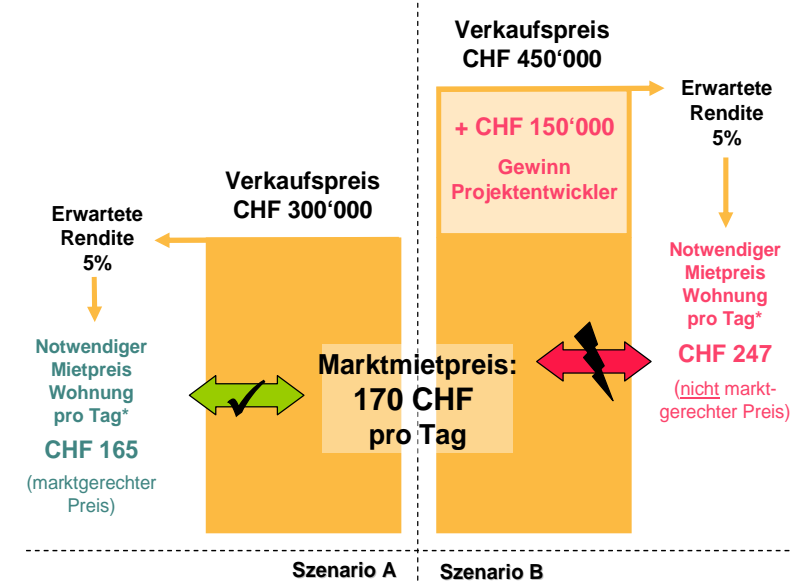 Verkaufspreis
CHF 300‘000
Erwartete
Rendite
5%
Notwendiger
Mietpreis
Wohnung
pro Tag*
CHF 165
(marktgerechter
Preis)
Marktmietpreis:
170 CHF
pro Tag
Verkaufspreis
CHF 450‘000
+ CHF 150‘000
Gewinn
Projektentwickler
Erwartete
Rendite
5%
Notwendiger
Mietpreis
Wohnung
pro Tag*
CHF 247
(nicht markt-
gerechter Preis)
Szenario A
Szenario B